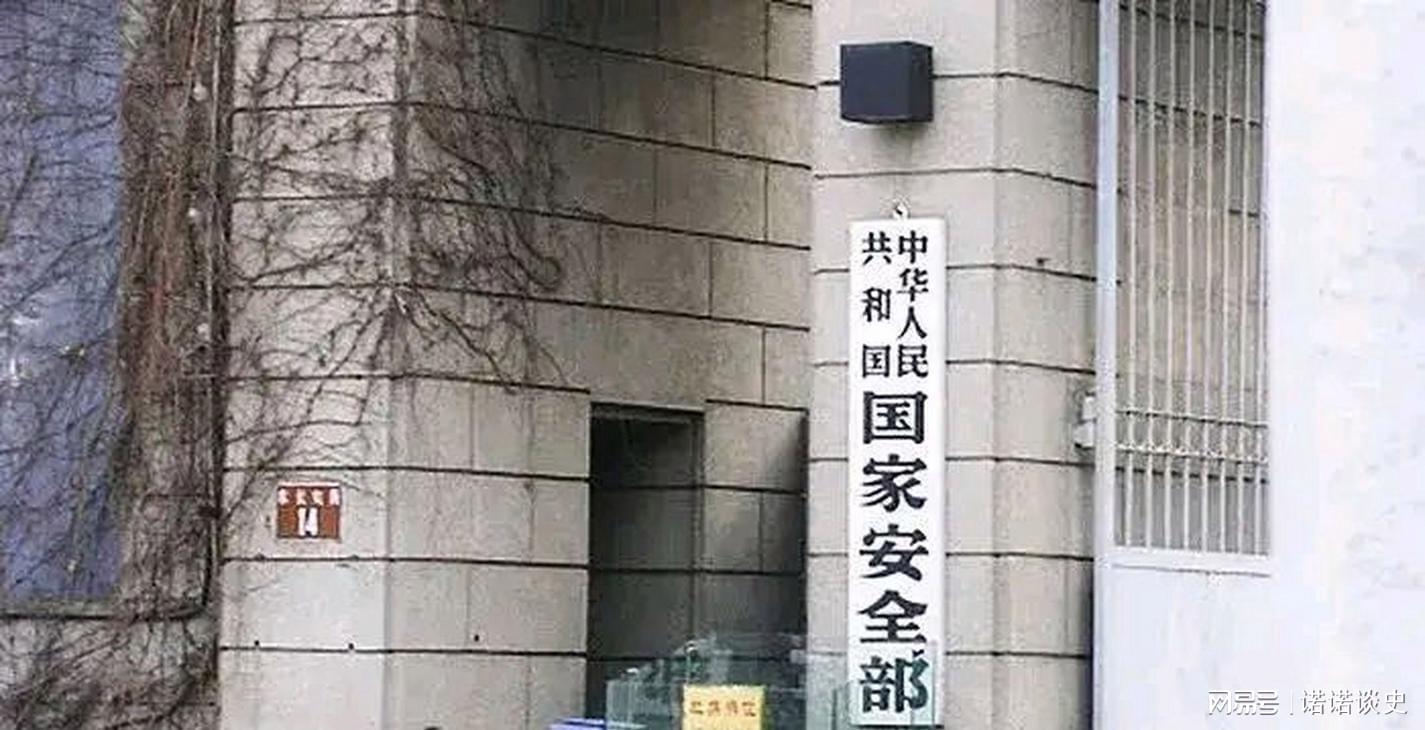 中华人民
共和国
国家安全部
14
网易号 | 诺诺谈史